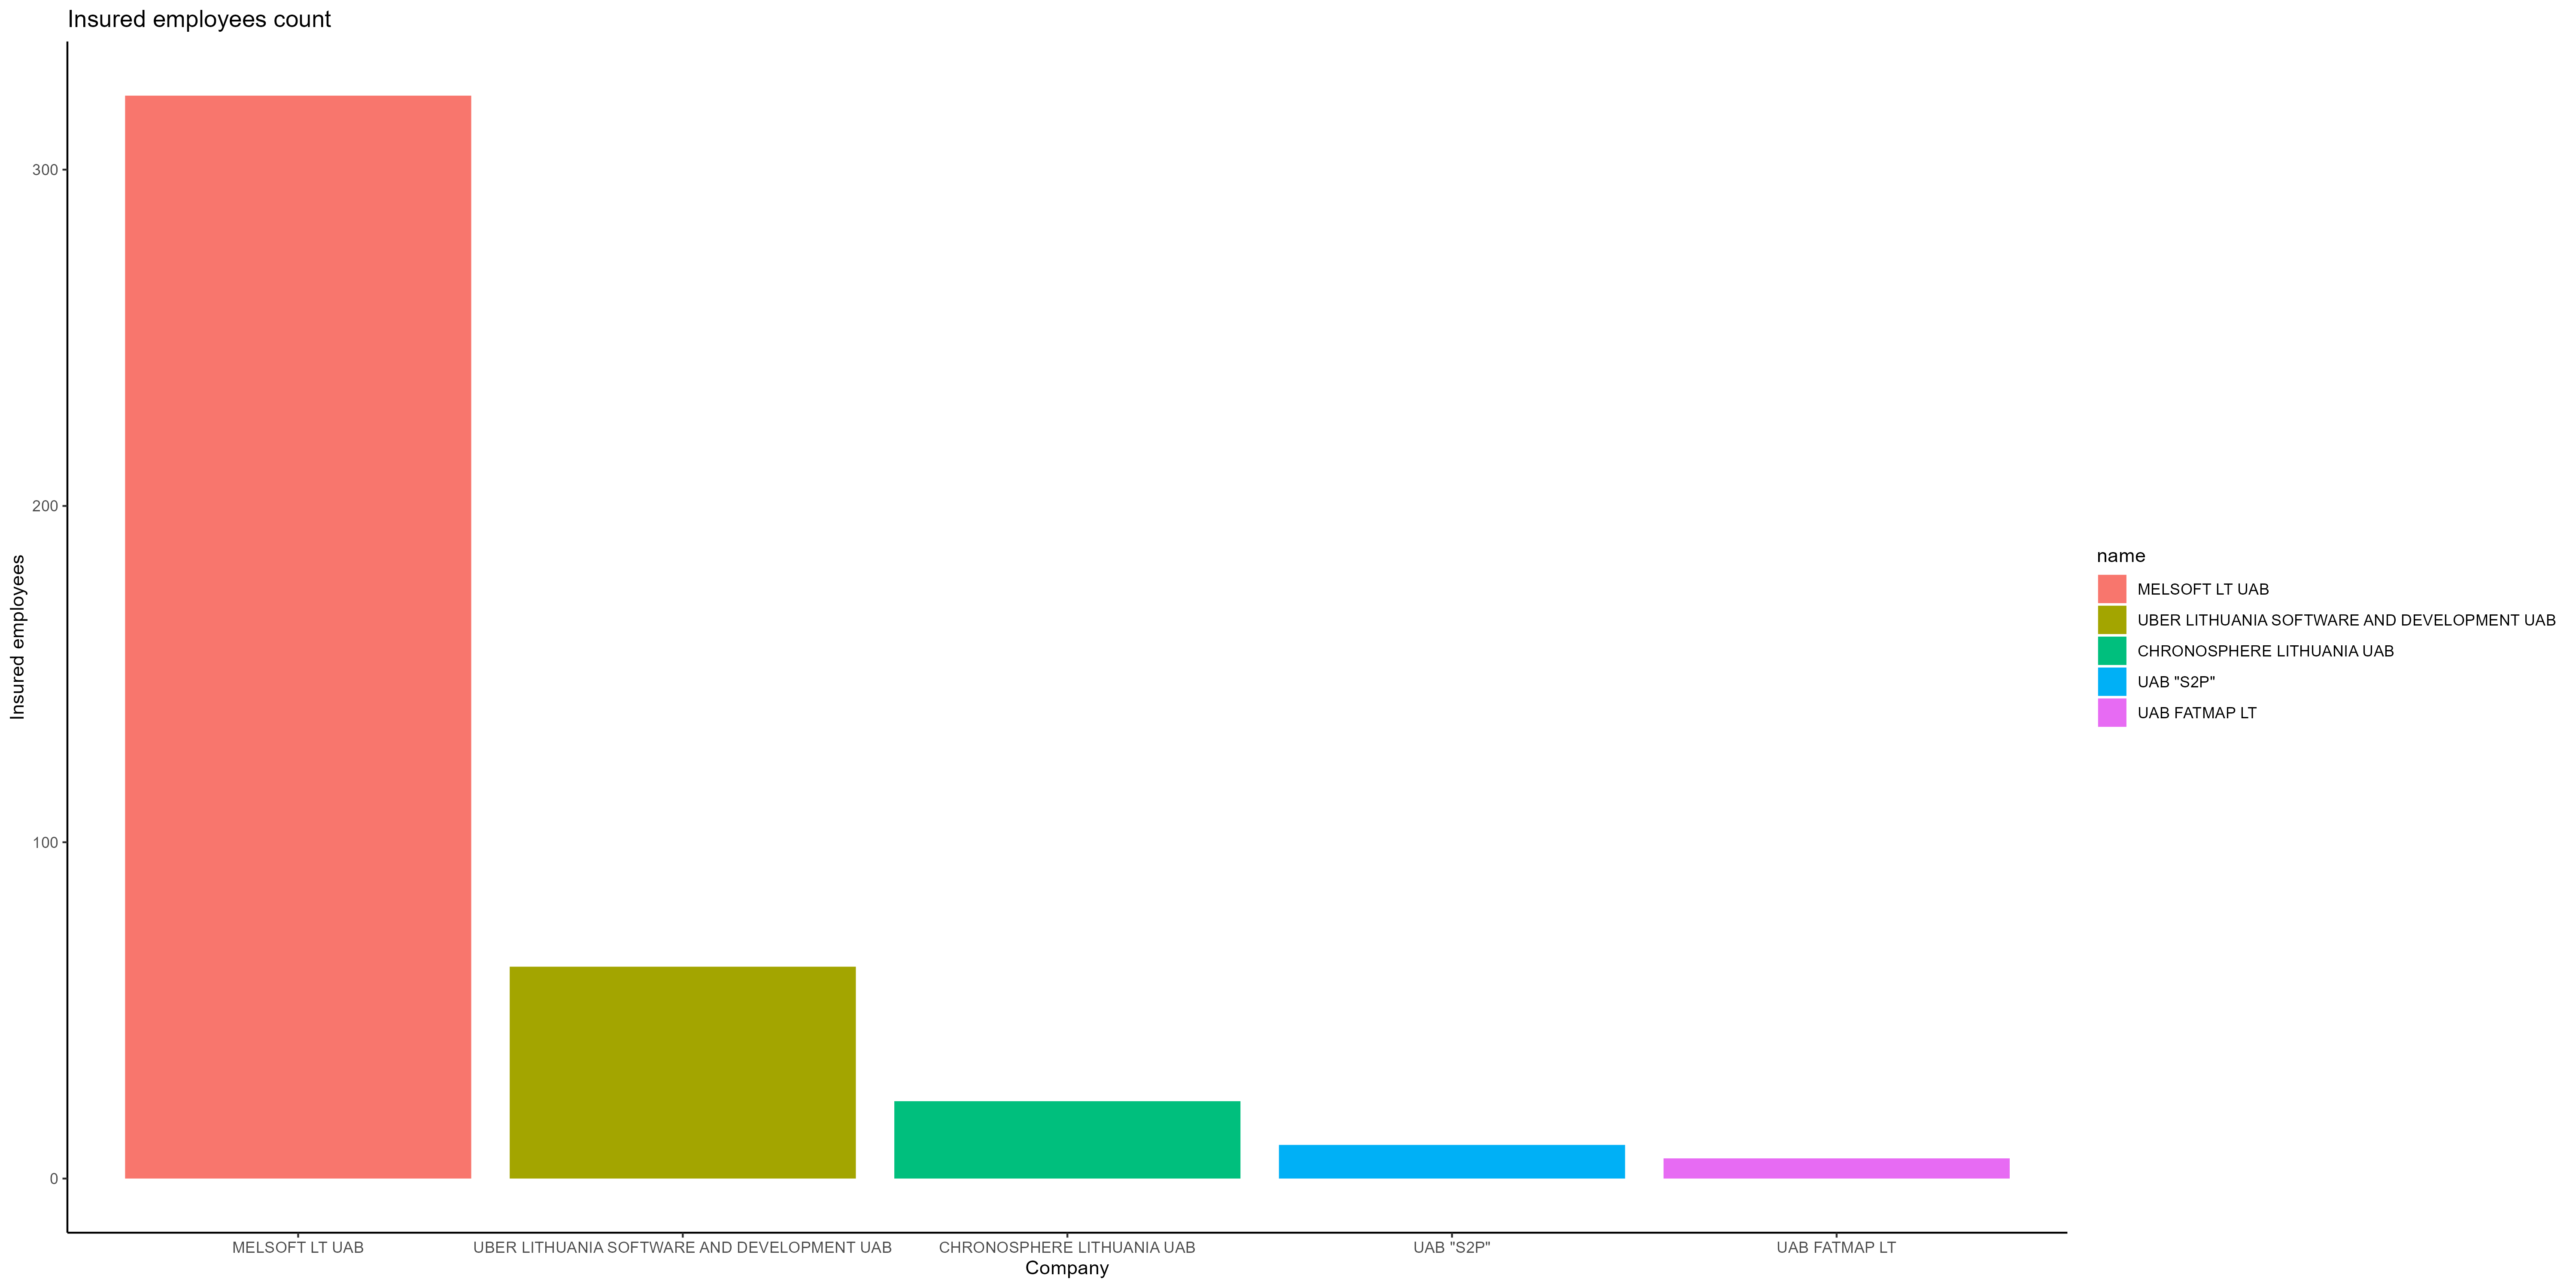 Insured employees count
300
200
100
0
Insured employees
MELSOFT LT UAB
UBER LITHUANIA SOFTWARE AND DEVELOPMENT UAB
CHRONOSPHERE LITHUANIA UAB
UAB "S2P"
UAB FATMAP LT
Company
name
MELSOFT LT UAB
UBER LITHUANIA SOFTWARE AND DEVELOPMENT UAB
CHRONOSPHERE LITHUANIA UAB
UAB "S2P"
UAB FATMAP LT